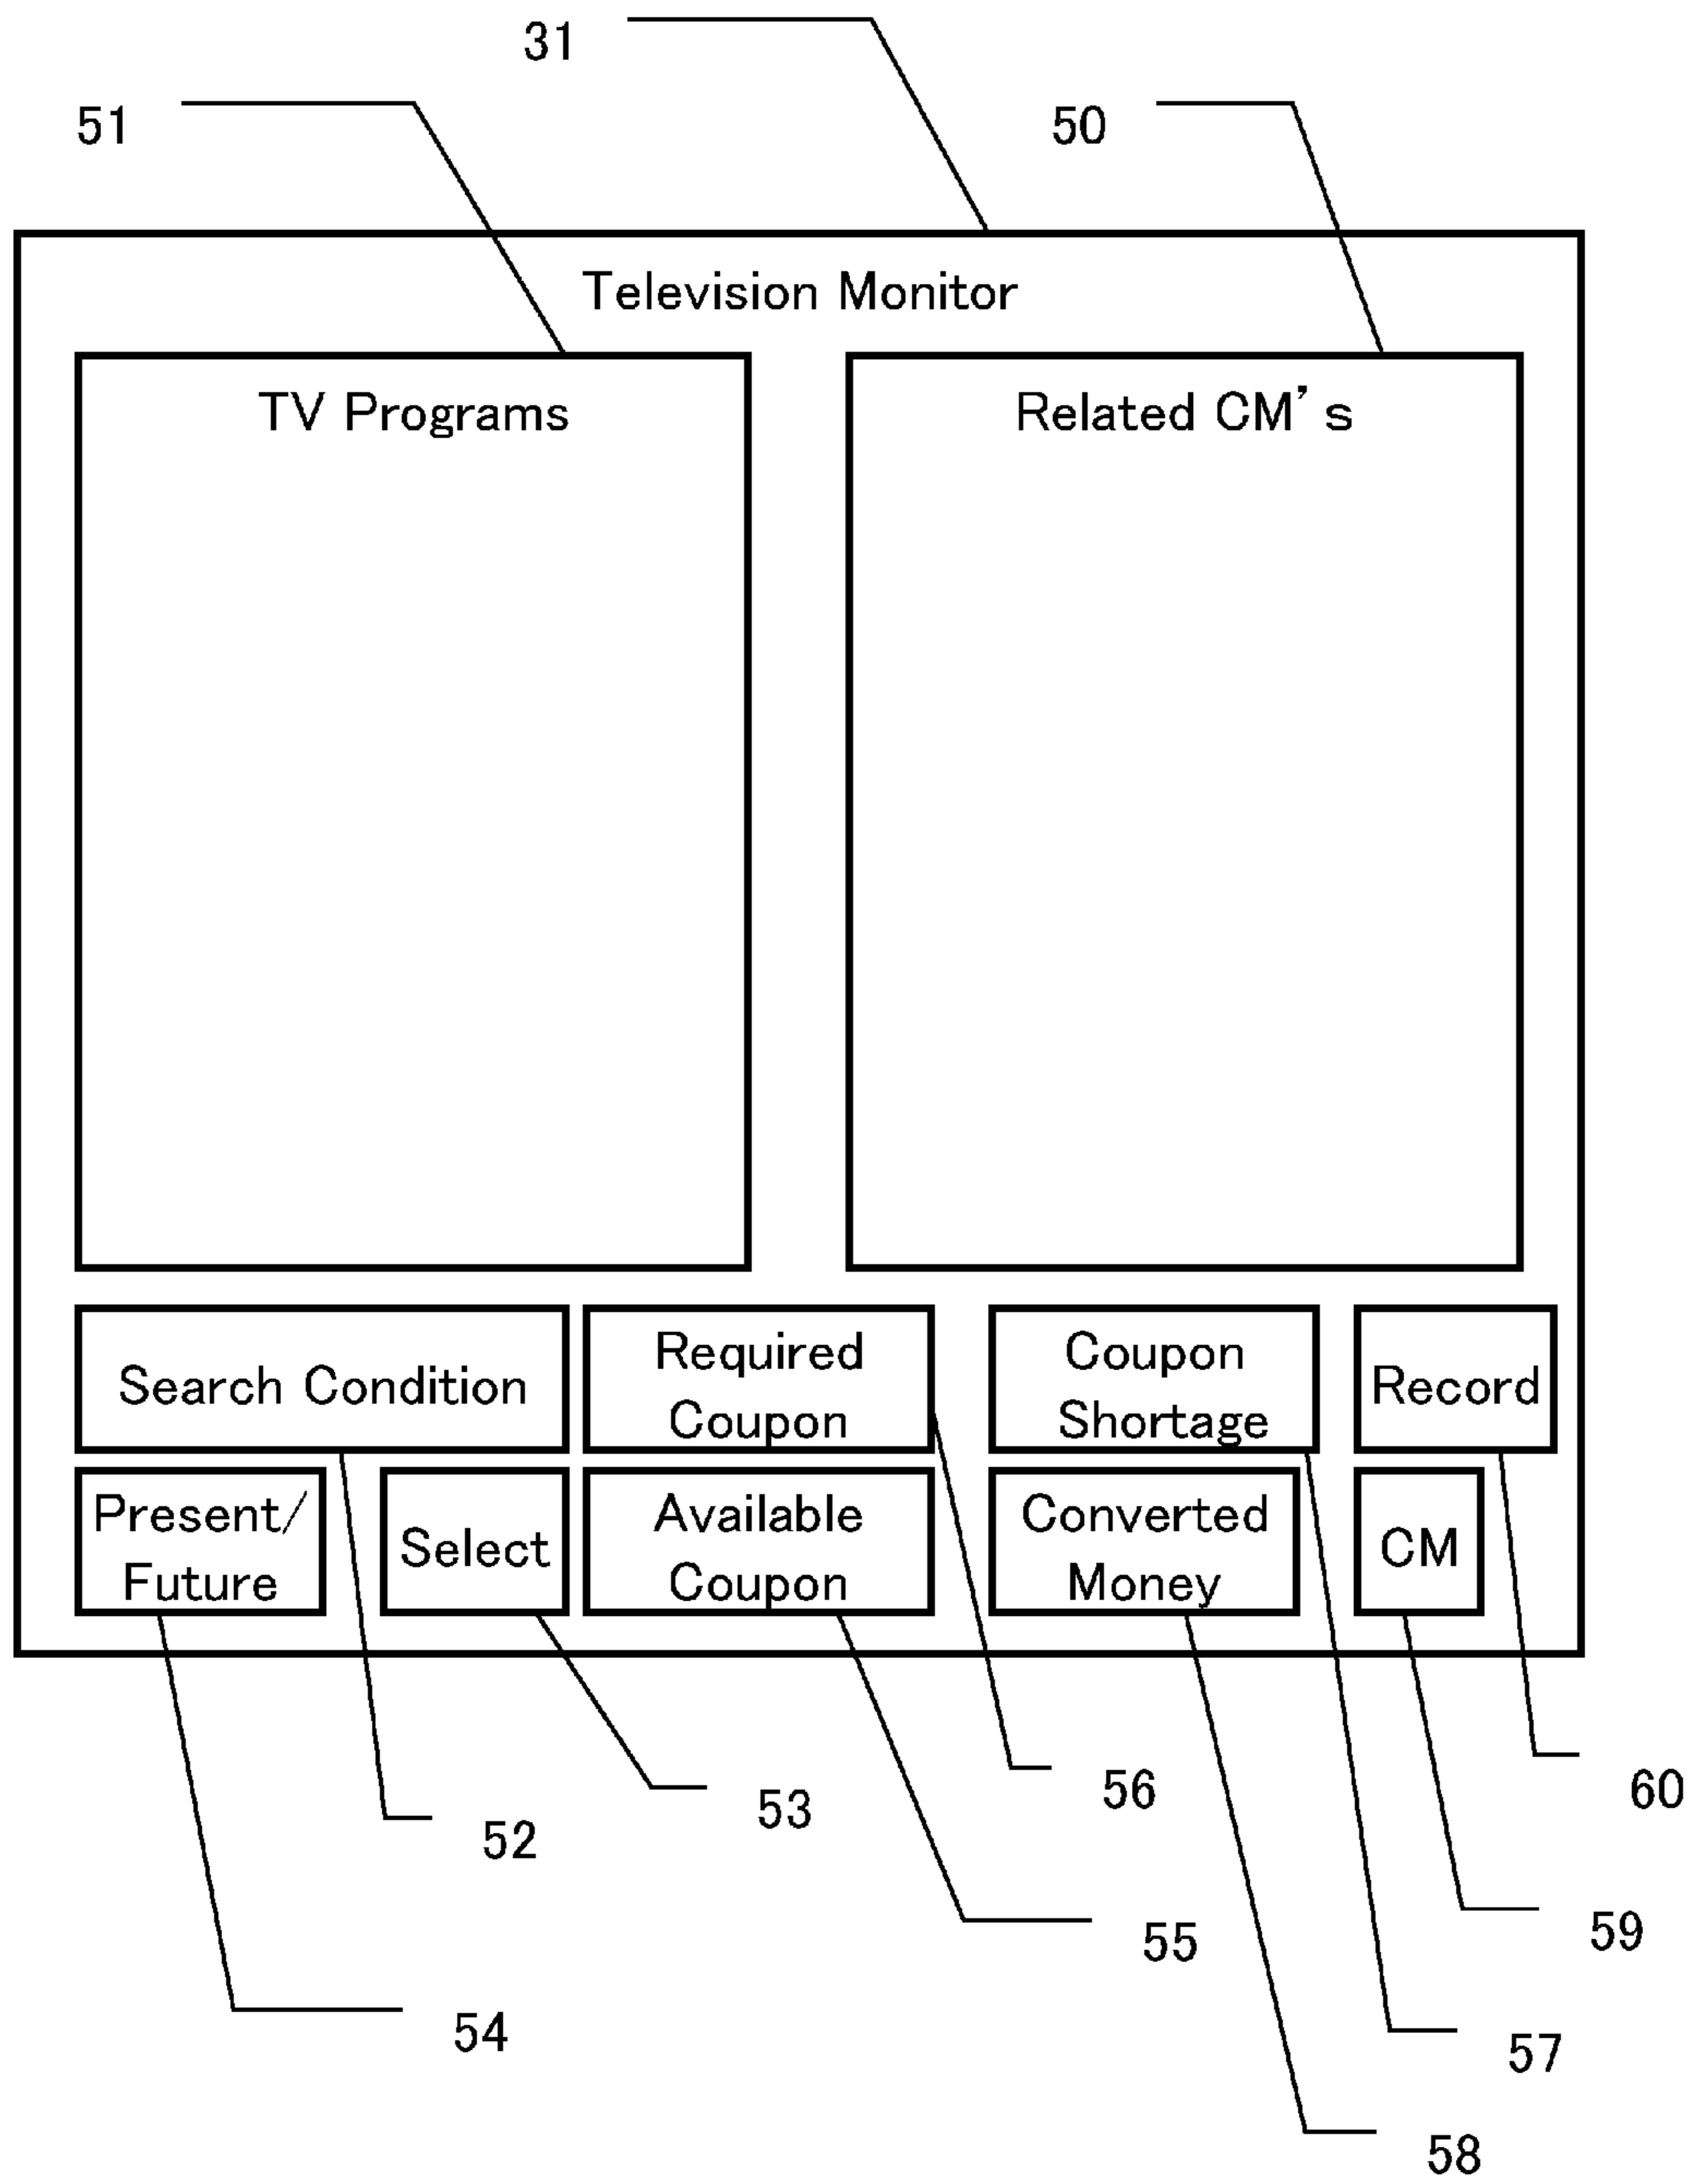 31
51
50
Television Monitor
TV Programs
Related CM's
Search Condition
Required
Coupon
Coupon
Shortage
Record
Present/
Future
Select
Available
Coupon
Converted
Money
CM
56
60
53
52
59
55
54
57
58